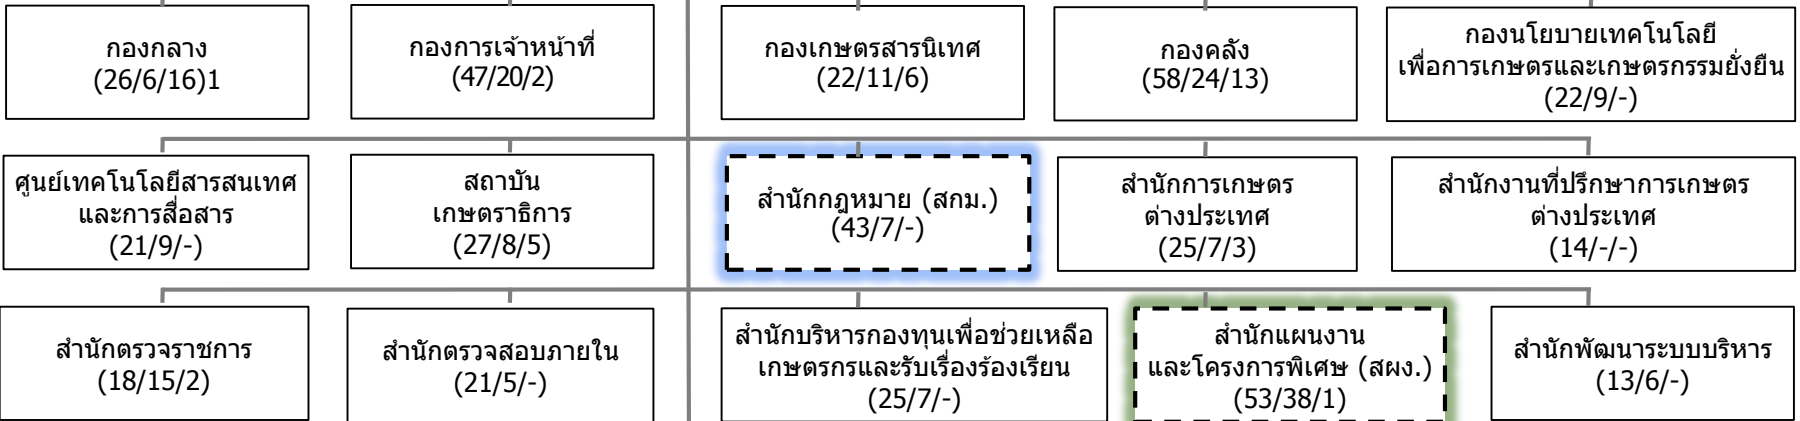 กองกลาง
(26/6/16)1
กองการเจ้าหน้าที่
(47/20/2)
กองเกษตรสารนิเทศ
(22/11/6)
กองคลัง
(58/24/13)
กองนโยบายเทคโนโลยี
เพื่อการเกษตรและเกษตรกรรมยั่งยืน
(22/9/-)
ศูนย์เทคโนโลยีสารสนเทศ
และการสื่อสาร
(21/9/-)
สถาบัน
เกษตราธิการ
(27/8/5)
สำนักกฎหมาย (สกม.)
(43/7/-)
สำนักการเกษตร
ต่างประเทศ
(25/7/3)
สำนักงานที่ปรึกษาการเกษตร
ต่างประเทศ
(14/-/-)
สำนักตรวจราชการ
(18/15/2)
สำนักตรวจสอบภายใน
(21/5/-)
สำนักบริหารกองทุนเพื่อช่วยเหลือ
เกษตรกรและรับเรื่องร้องเรียน
(25/7/-)
สำนักแผนงาน
และโครงการพิเศษ (สผง.)
(53/38/1)
สำนักพัฒนาระบบบริหาร
(13/6/-)